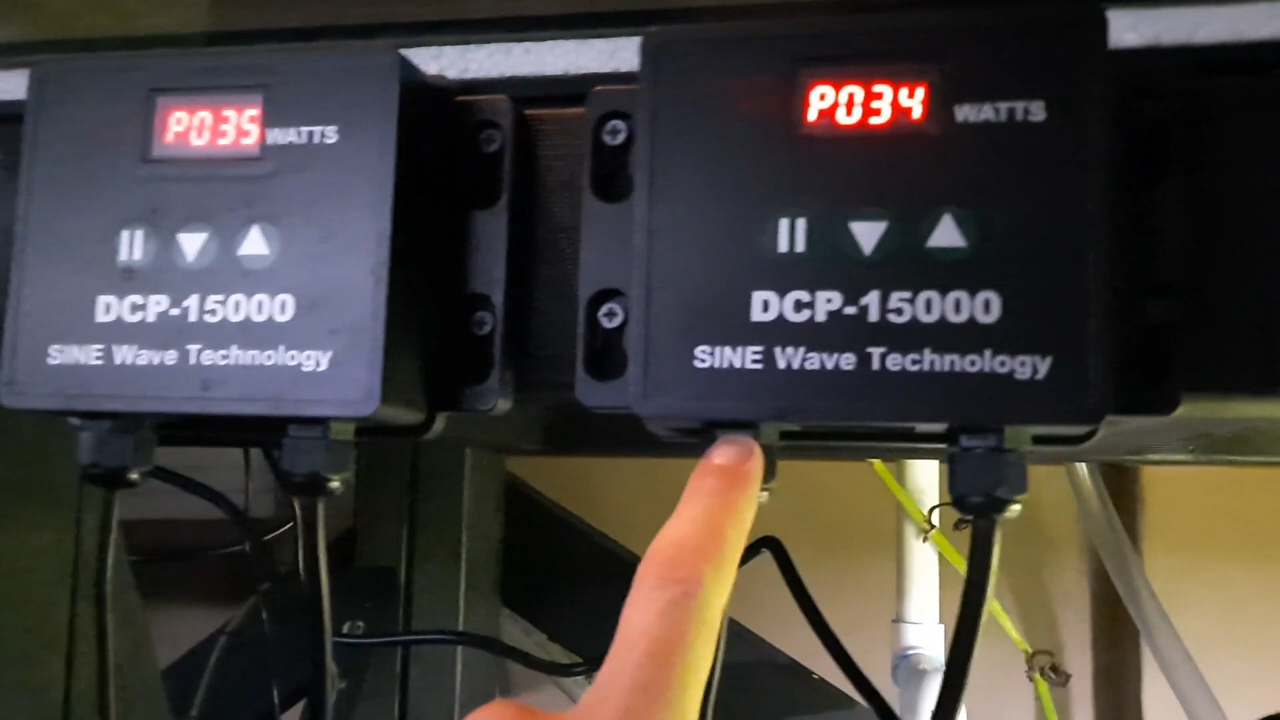 P035 WATTS
DCP-15000
SINE Wave Technology
P034 WATTS
DCP-15000
SINE Wave Technology